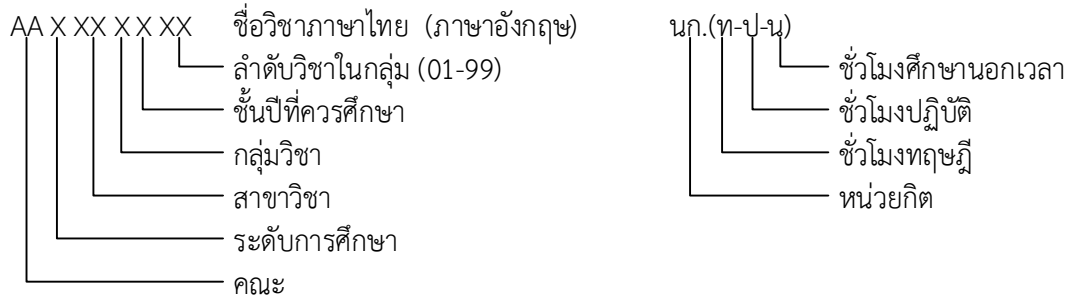 AA X XX X X XX ชื่อวิชาภาษาไทย (ภาษาอังกฤษ) นก.(ท-ป-น)
ลำดับวิชาในกลุ่ม (01-99) ชั่วโมงศึกษานอกเวลา
ชั้นปีที่ควรศึกษา ชั่วโมงปฏิบัติ
กลุ่มวิชา ชั่วโมงทฤษฎี
สาขาวิชา หน่วยกิต
ระดับการศึกษา
คณะ